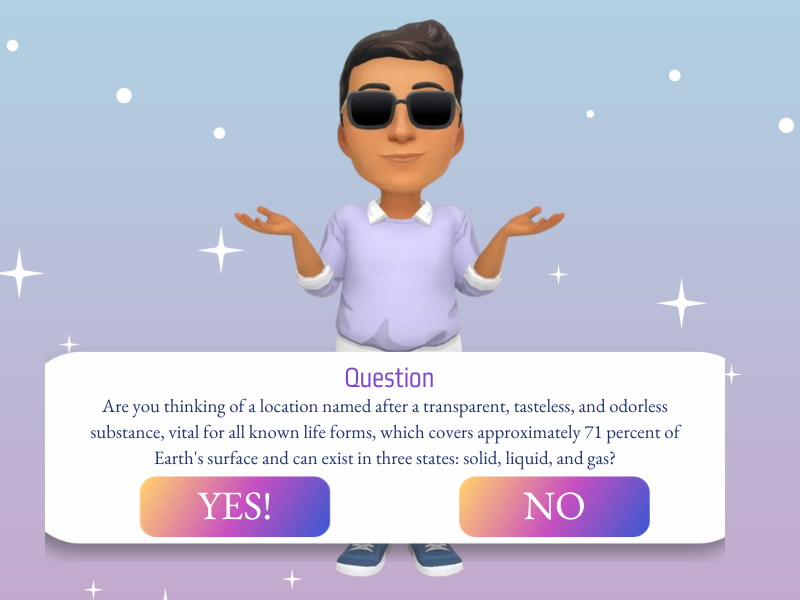 Question
Are you thinking of a location named after a transparent, tasteless, and odorless
substance, vital for all known life forms, which covers approximately 71 percent of
Earth's surface and can exist in three states: solid, liquid, and gas?
YES!
NO